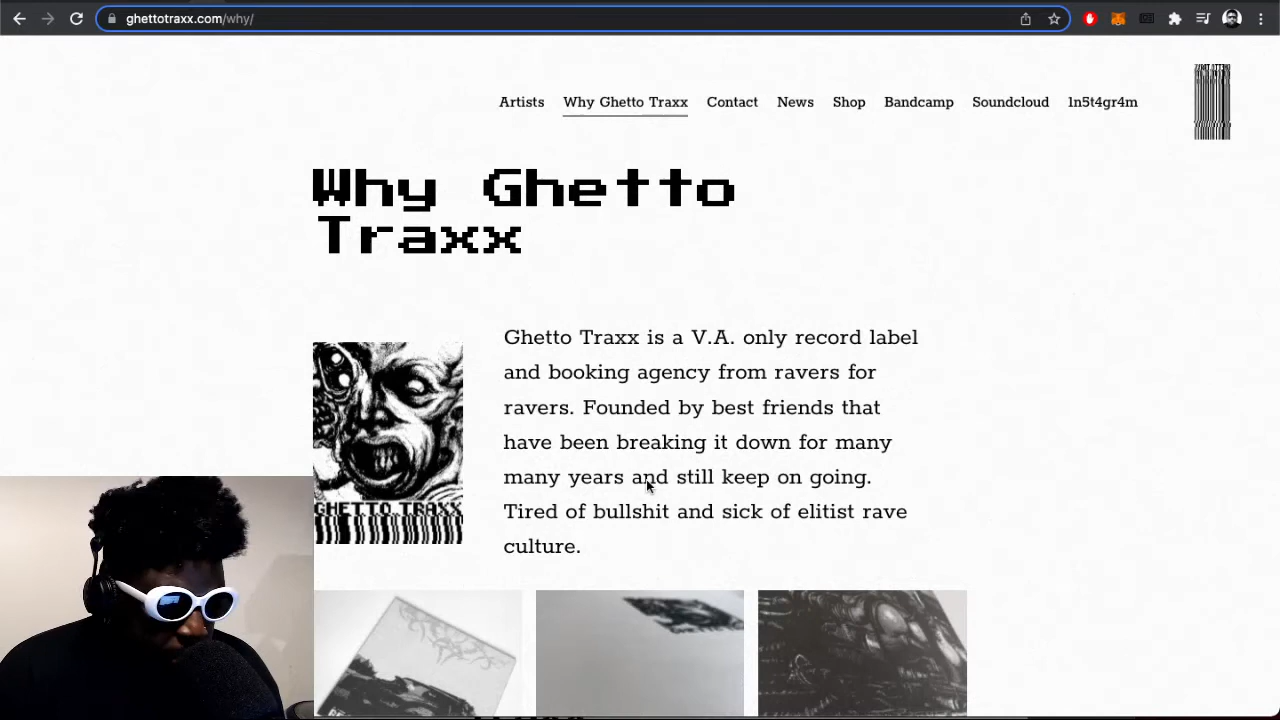 ghettotraxx.com/why/
Artists Why Ghetto Traxx Contact News Shop Bandcamp Soundcloud 1n5t4gr4m
Why Ghetto
Traxx
Ghetto Traxx is a V.A. only record label
and booking agency from ravers for
ravers. Founded by best friends that
have been breaking it down for many
many years and still keep on going.
Tired of bullshit and sick of elitist rave
culture.
GHETTO TRAXX